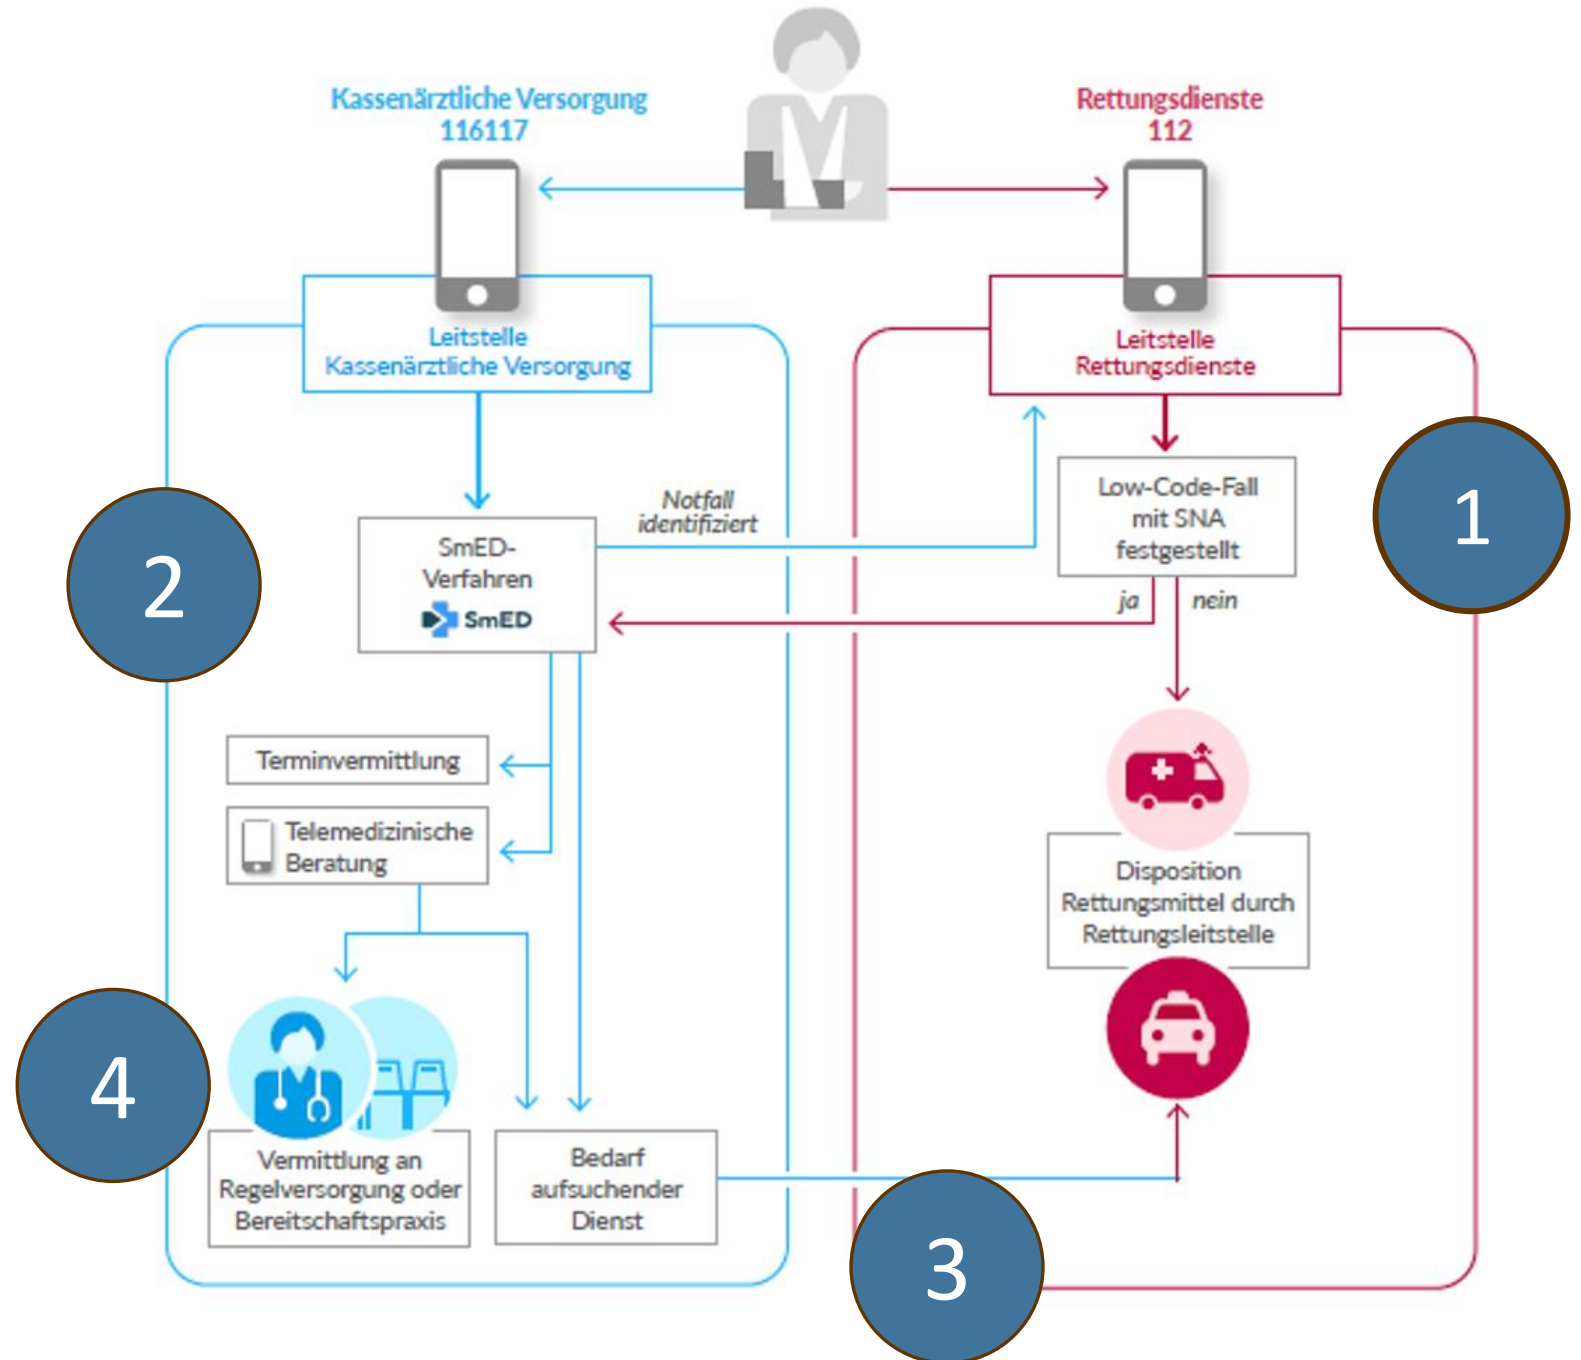 Kassenärztliche Versorgung
116117
Rettungsdienste
112
Leitstelle
Kassenärztliche Versorgung
Leitstelle
Rettungsdienste
1
Low-Code-Fall
mit SNA
festgestellt
ja
nein
Notfall
identifiziert
2
SmED-
Verfahren
SmED
Terminvermittlung
Telemedizinische
Beratung
Disposition
Rettungsmittel durch
Rettungsleitstelle
4
Vermittlung an
Regelversorgung oder
Bereitschaftspraxis
Bedarf
aufsuchender
Dienst
3